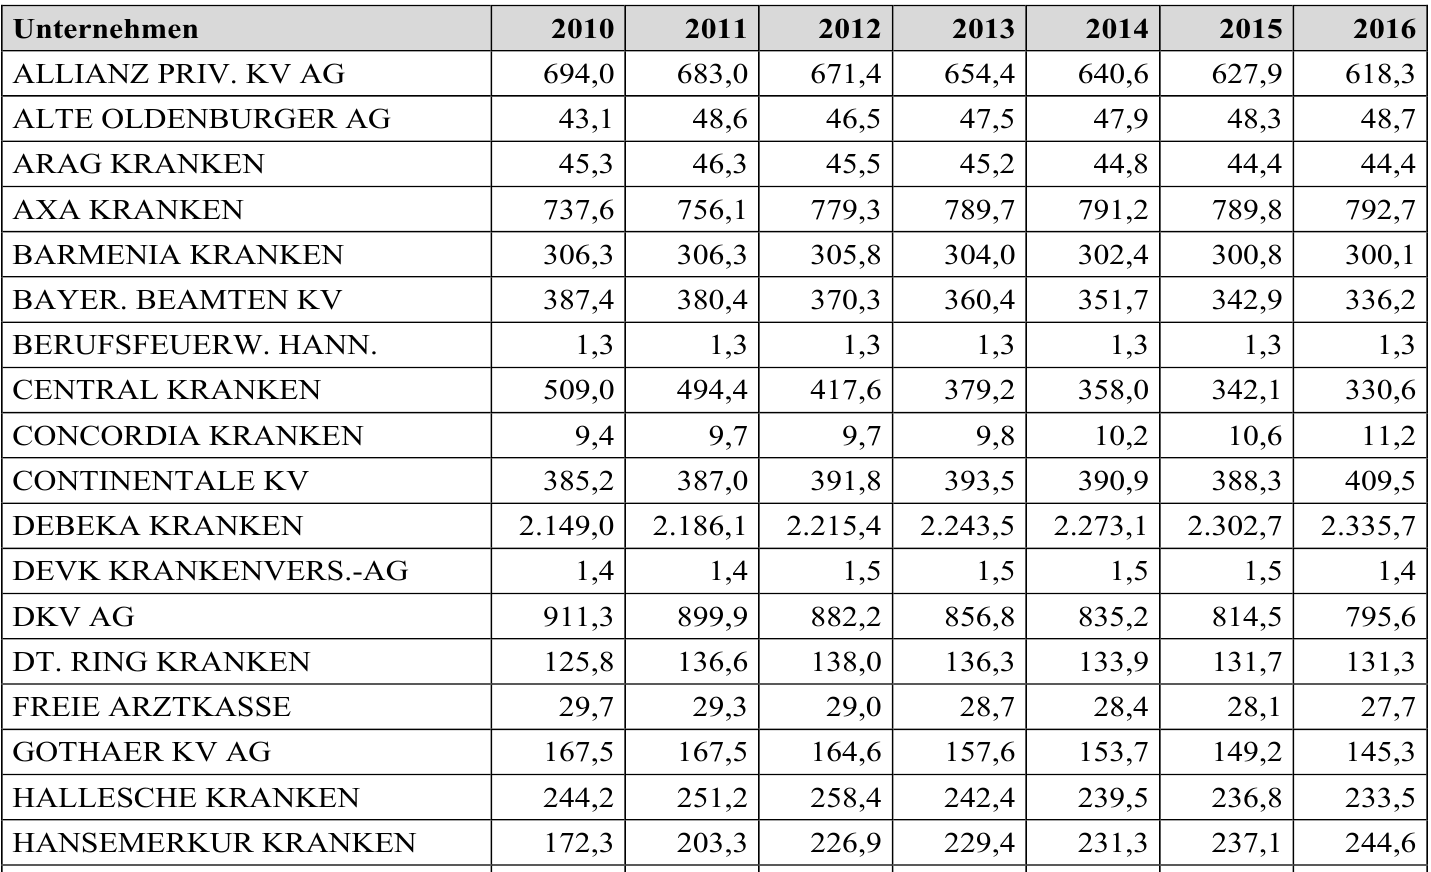 Unternehmen 2010 2011 2012 2013 2014 2015 2016
ALLIANZ PRIV. KV AG 694,0 683,0 671,4 654,4 640,6 627,9 618,3
ALTE OLDENBURGER AG 43,1 48,6 46,5 47,5 47,9 48,3 48,7
ARAG KRANKEN 45,3 46,3 45,5 45,2 44,8 44,4 44,4
AXA KRANKEN 737,6 756,1 779,3 789,7 791,2 789,8 792,7
BARMENIA KRANKEN 306,3 306,3 305,8 304,0 302,4 300,8 300,1
BAYER. BEAMTEN KV 387,4 380,4 370,3 360,4 351,7 342,9 336,2
BERUFSFEUERW. HANN. 1,3 1,3 1,3 1,3 1,3 1,3 1,3
CENTRAL KRANKEN 509,0 494,4 417,6 379,2 358,0 342,1 330,6
CONCORDIA KRANKEN 9,4 9,7 9,7 9,8 10,2 10,6 11,2
CONTINENTALE KV 385,2 387,0 391,8 393,5 390,9 388,3 409,5
DEBEKA KRANKEN 2.149,0 2.186,1 2.215,4 2.243,5 2.273,1 2.302,7 2.335,7
DEVK KRANKENVERS.-AG 1,4 1,4 1,5 1,5 1,5 1,5 1,4
DKV AG 911,3 899,9 882,2 856,8 835,2 814,5 795,6
DT. RING KRANKEN 125,8 136,6 138,0 136,3 133,9 131,7 131,3
FREIE ARZTKASSE 29,7 29,3 29,0 28,7 28,4 28,1 27,7
GOTHAER KV AG 167,5 167,5 164,6 157,6 153,7 149,2 145,3
HALLESCHE KRANKEN 244,2 251,2 258,4 242,4 239,5 236,8 233,5
HANSEMERKUR KRANKEN 172,3 203,3 226,9 229,4 231,3 237,1 244,6